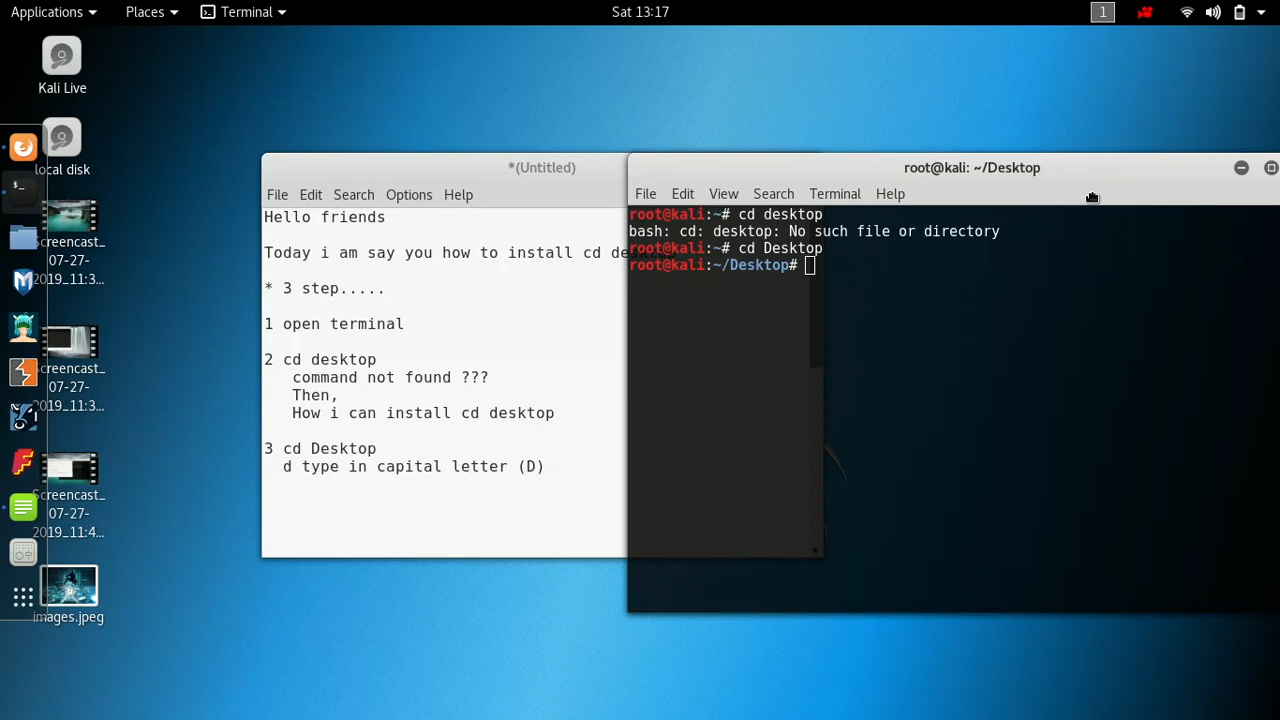 Applications
Places
Terminal
Sat 13:17
1
Kali Live
local disk
Screencast_
07-27-
2019_11:3...
Screencast_
07-27-
2019_11:3...
Screencast_
07-27-
2019_11:4...
images.jpeg
*(Untitled)
File Edit Search Options Help
Hello friends
Today i am say you how to install cd desktop
* 3 step.....
1 open terminal
2 cd desktop
command not found ???
Then,
How i can install cd desktop
3 cd Desktop
d type in capital letter (D)
root@kali: ~/Desktop
File Edit View Search Terminal Help
root@kali:~# cd desktop
bash: cd: desktop: No such file or directory
root@kali:~# cd Desktop
root@kali:~/Desktop#